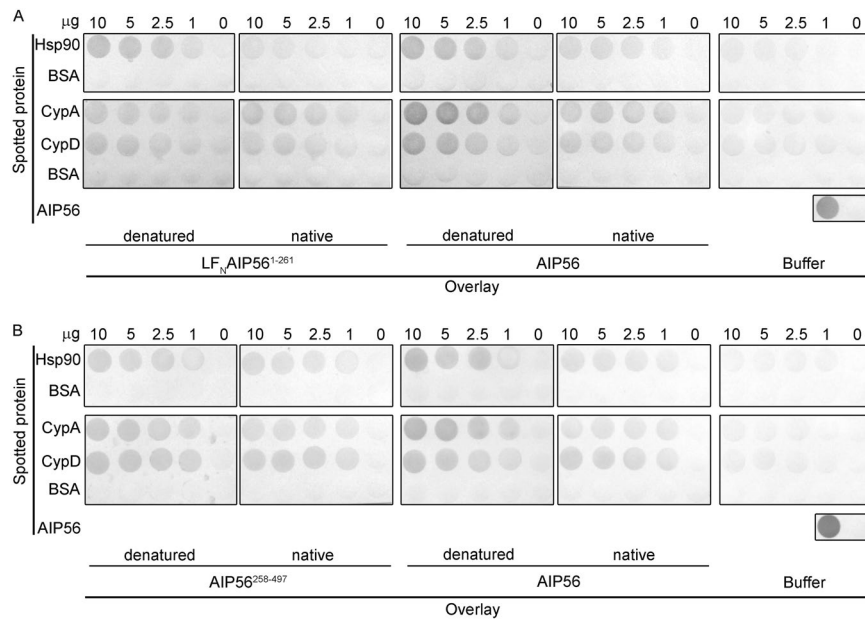 A
μg 10 5 2.5 1 0 10 5 2.5 1 0 10 5 2.5 1 0 10 5 2.5 1 0 10 5 2.5 1 0
Spotted protein
Hsp90
BSA
CypA
CypD
BSA
AIP56
denatured native denatured native
LF_NAIP56^1-261 AIP56 Buffer
Overlay
B
μg 10 5 2.5 1 0 10 5 2.5 1 0 10 5 2.5 1 0 10 5 2.5 1 0 10 5 2.5 1 0
Spotted protein
Hsp90
BSA
CypA
CypD
BSA
AIP56
denatured native denatured native
AIP56^258-497 AIP56 Buffer
Overlay